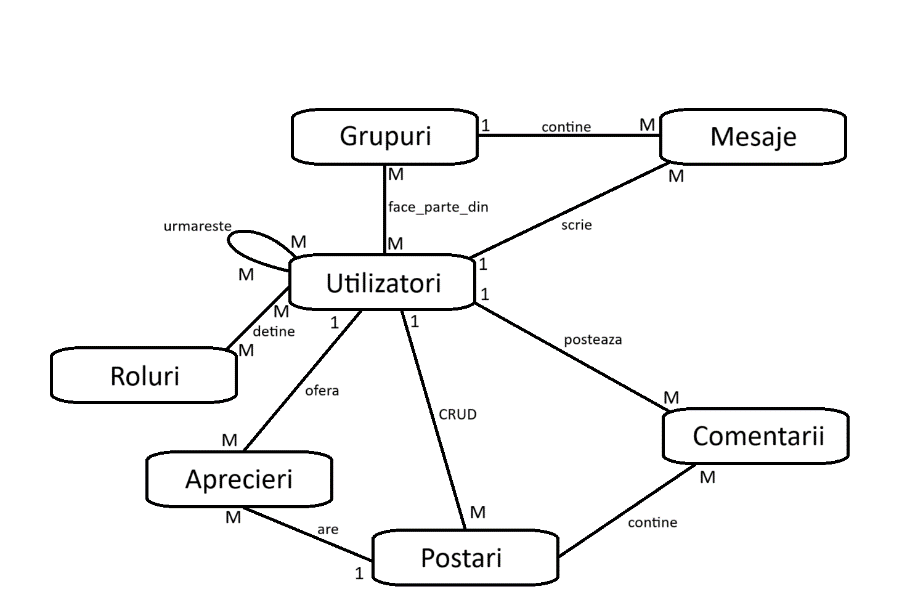 Grupuri
1
contine
M
Mesaje
M
M
face_parte_din
scrie
urmareste
M
M
M
1
Utilizatori
1
M
detine
M
1
1
posteaza
Roluri
ofera
CRUD
M
M
Comentarii
Aprecieri
M
M
M
are
contine
1
Postari